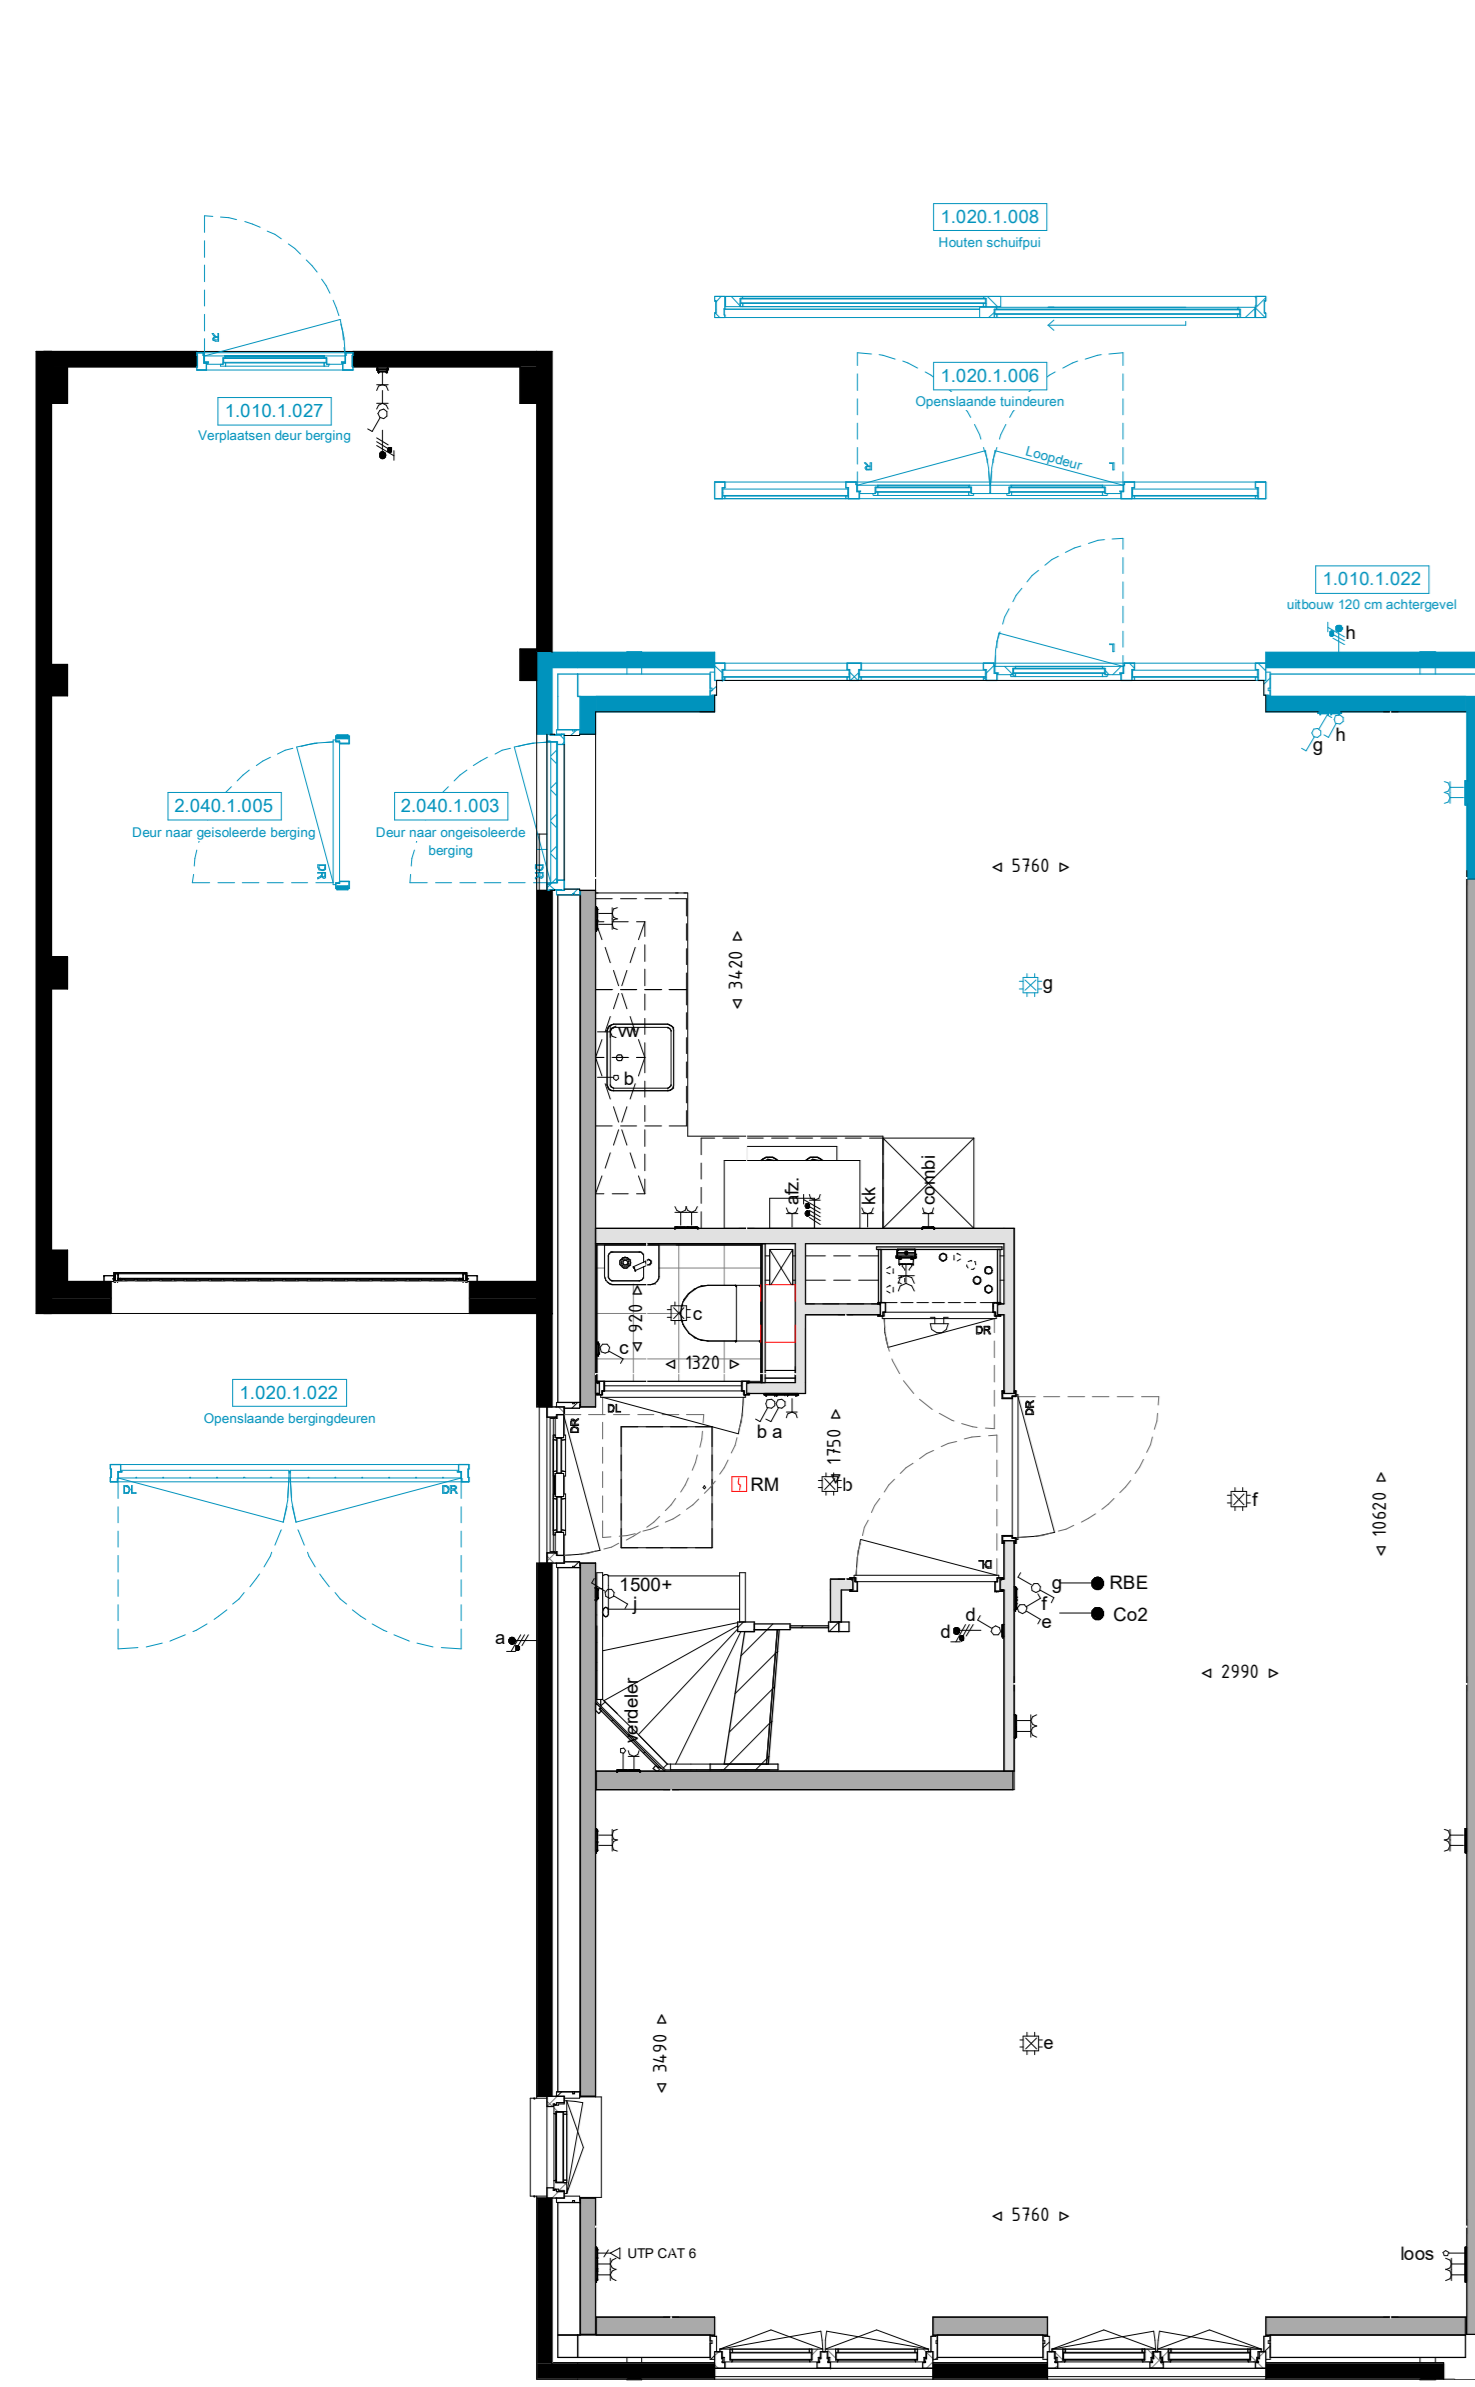 1.020.1.008
Houten schuifpui
R
1.020.1.006
Openslaande tuindeuren
1.010.1.027
Verplaatsen deur berging
Loopdeur
R
L
1.010.1.022
uitbouw 120 cm achtergevel
h
L
g
h
2.040.1.005
Deur naar geisoleerde berging
DR
2.040.1.003
Deur naar ongeisoleerde
berging
DR
5760
3420
g
VW
b
afz.
kk
combi
920
c
c
1320
DR
1.020.1.022
Openslaande bergingdeuren
DL
DR
DR
DL
DR
b a
1750
RM
b
f
10620
DL
1500+
j
g
RBE
f
e
Co2
a
d
d
2990
verdeler
e
3490
5760
UTP CAT 6
loos